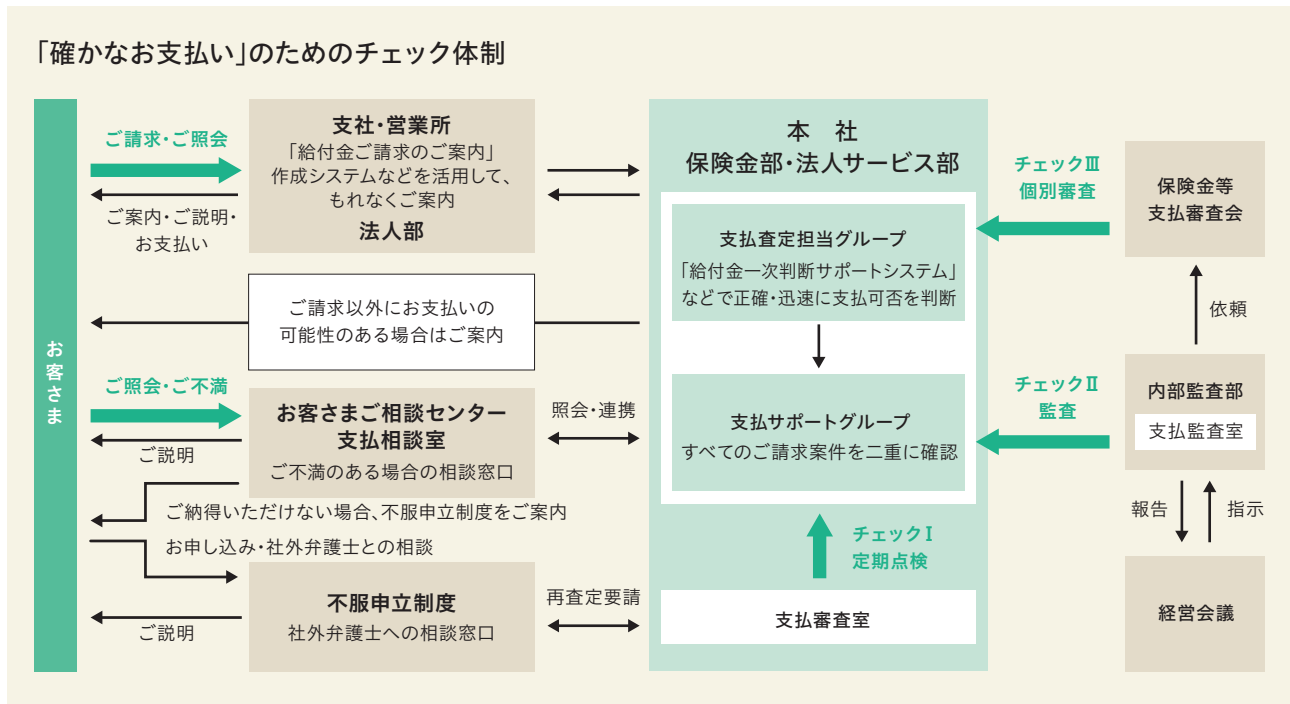 「確かなお支払い」のためのチェック体制
お客さま
ご請求・ご照会
ご案内・ご説明・
お支払い
支社・営業所
「給付金ご請求のご案内」
作成システムなどを活用して、
もれなくご案内
法人部
ご請求以外にお支払いの
可能性のある場合はご案内
ご照会・ご不満
ご説明
お客さまご相談センター
支払相談室
ご不満のある場合の相談窓口
照会・連携
ご納得いただけない場合、不服申立制度をご案内
お申し込み・社外弁護士との相談
ご説明
不服申立制度
社外弁護士への相談窓口
再査定要請
本　社
保険金部・法人サービス部
支払査定担当グループ
「給付金一次判断サポートシステム」
などで正確・迅速に支払可否を判断
支払サポートグループ
すべてのご請求案件を二重に確認
チェックⅠ
定期点検
支払審査室
チェックⅢ
個別審査
保険金等
支払審査会
依頼
チェックⅡ
監査
内部監査部
支払監査室
報告
指示
経営会議